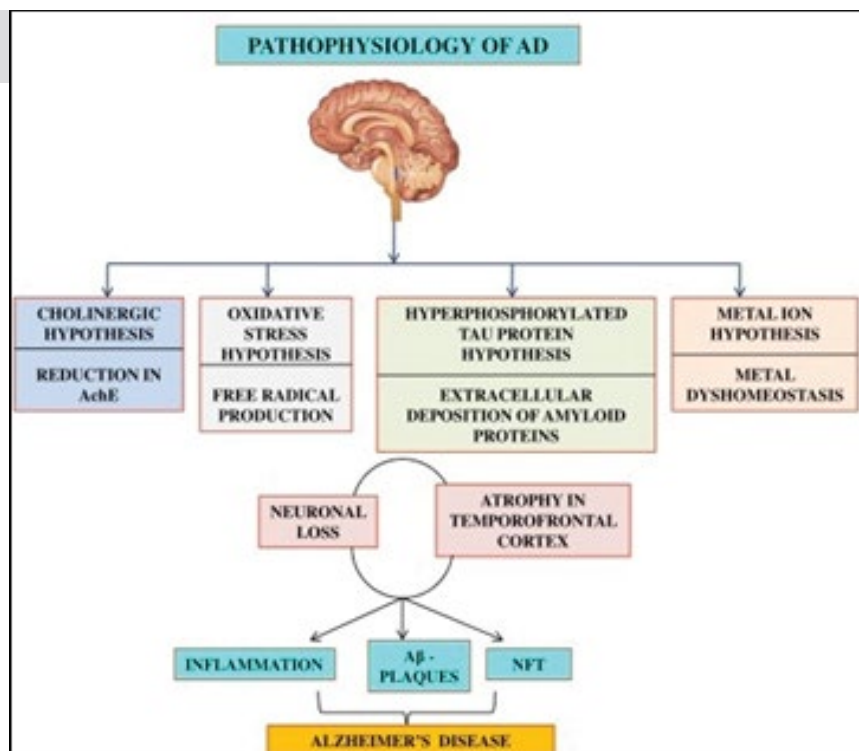 PATHOPHYSIOLOGY OF AD
CHOLINERGIC
HYPOTHESIS
REDUCTION IN
AchE
OXIDATIVE
STRESS
HYPOTHESIS
FREE RADICAL
PRODUCTION
HYPERPHOSPHORYLATED
TAU PROTEIN
HYPOTHESIS
EXTRACELLULAR
DEPOSITION OF AMYLOID
PROTEINS
METAL ION
HYPOTHESIS
METAL
DYSHOMEOSTASIS
NEURONAL
LOSS
ATROPHY IN
TEMPOROFRONTAL
CORTEX
INFLAMMATION
Aβ -
PLAQUES
NFT
ALZHEIMER'S DISEASE